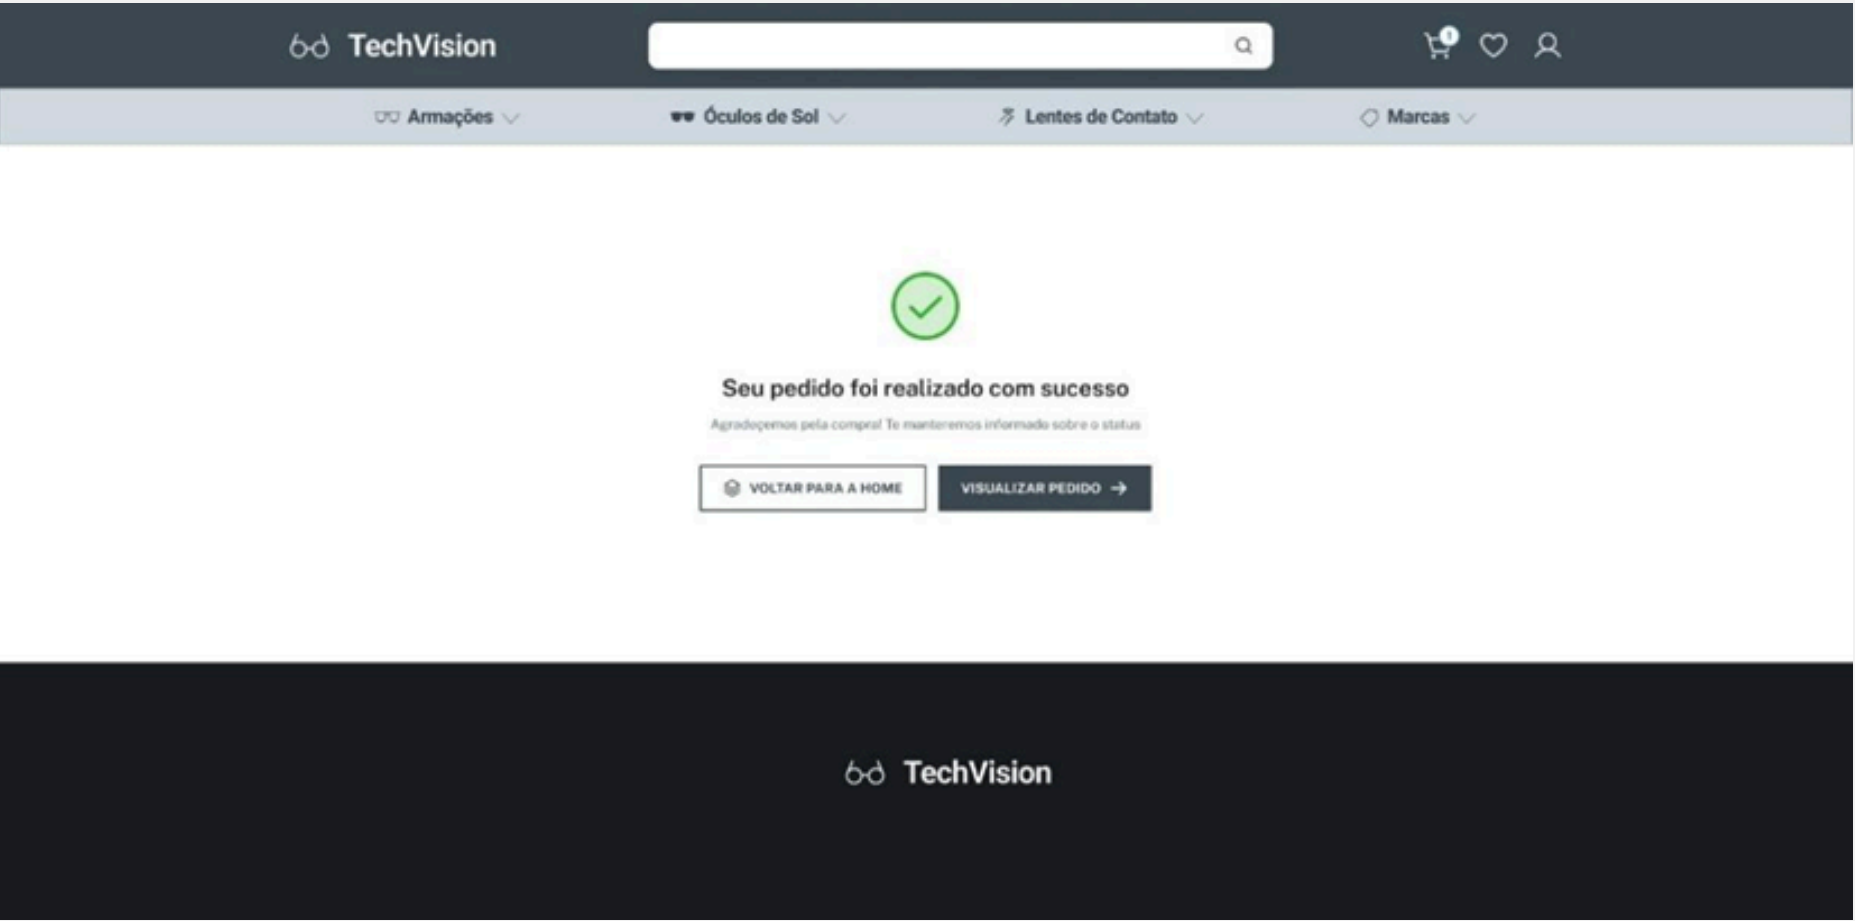 TechVision
1
Armações
Óculos de Sol
Lentes de Contato
Marcas
Seu pedido foi realizado com sucesso
Agradeçemos pela compra! Te manteremos informado sobre o status
VOLTAR PARA A HOME
VISUALIZAR PEDIDO
TechVision